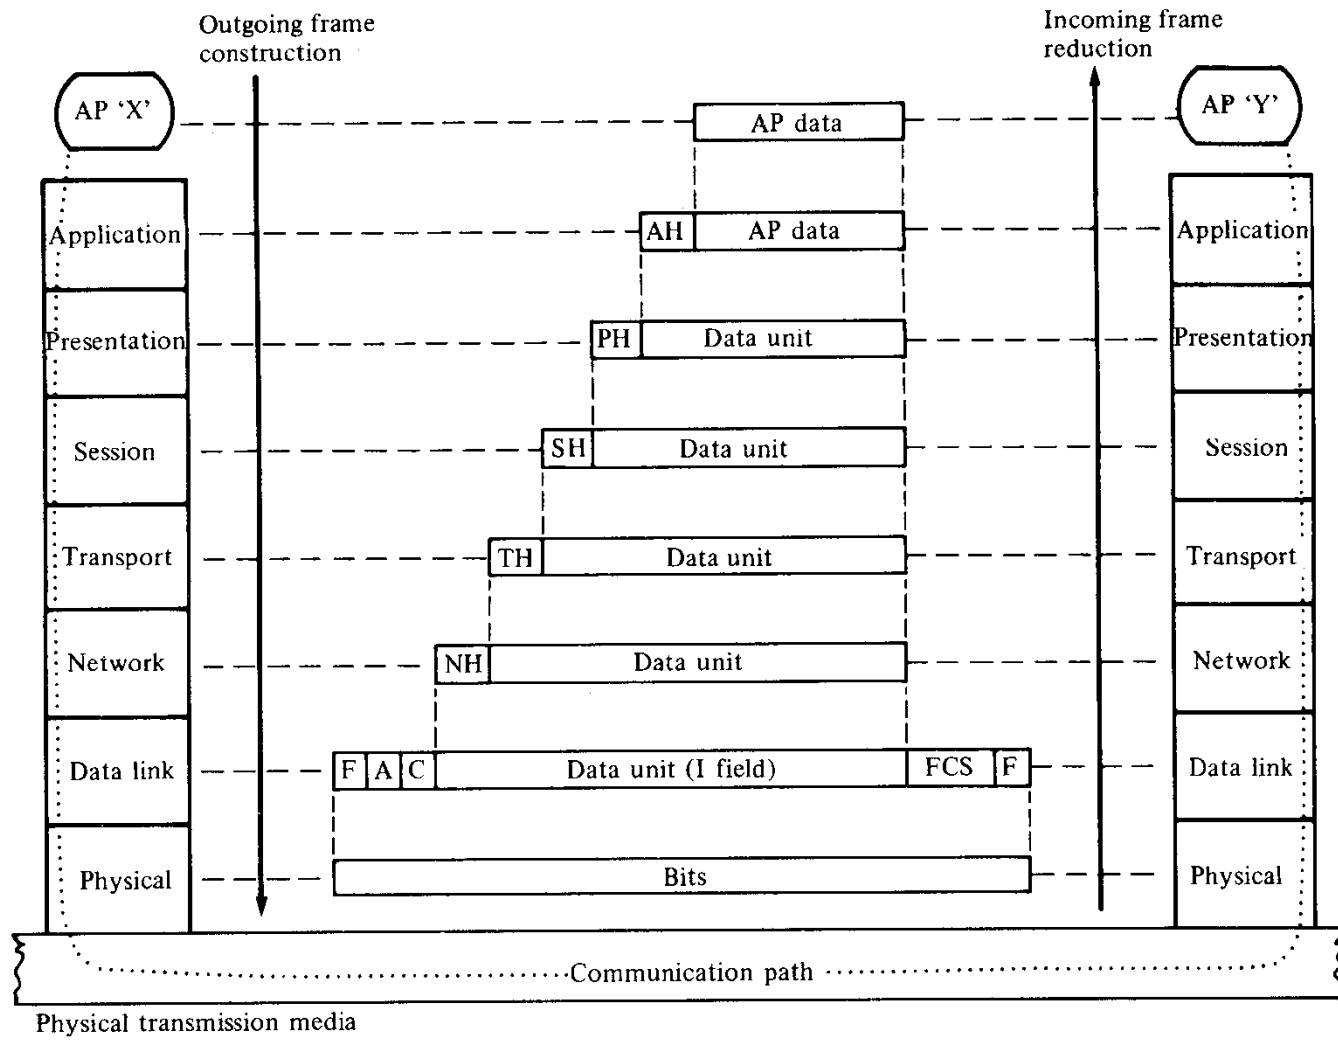 Outgoing frame
construction
Incoming frame
reduction
AP ‘X’
AP data
AP ‘Y’
Application
AH
AP data
Application
Presentation
PH
Data unit
Presentation
Session
SH
Data unit
Session
Transport
TH
Data unit
Transport
Network
NH
Data unit
Network
Data link
F
A
C
Data unit (I field)
FCS
F
Data link
Physical
Bits
Physical
Communication path
Physical transmission media